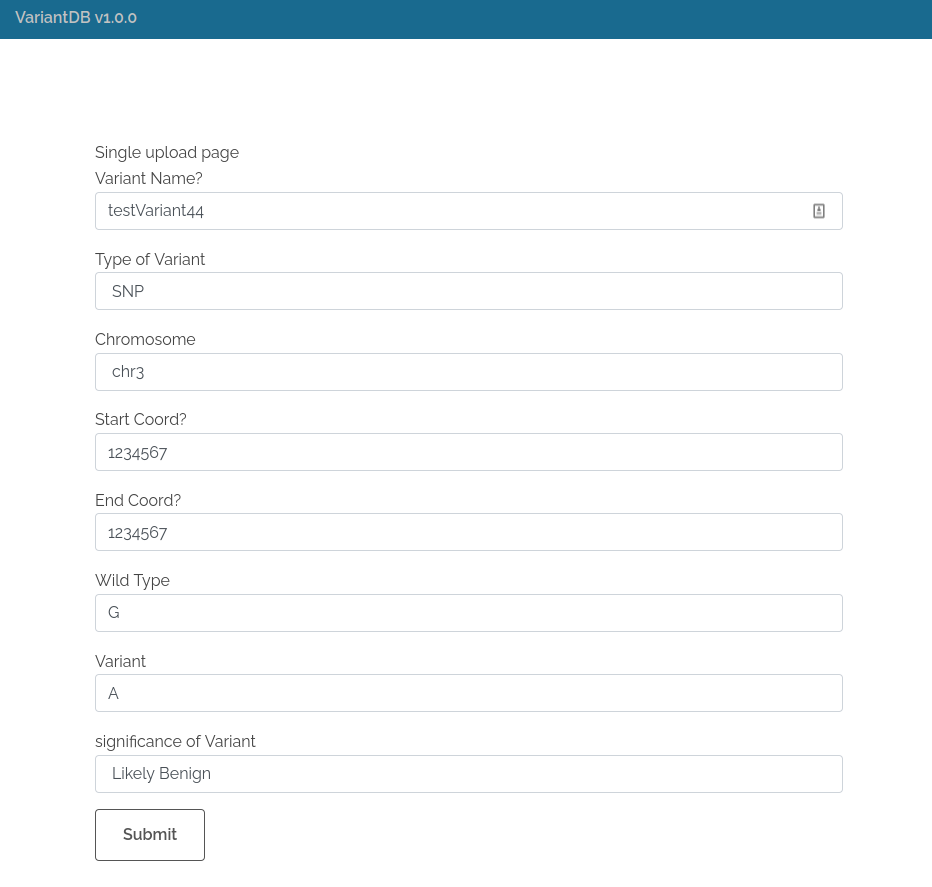 VariantDB v1.0.0
Single upload page
Variant Name?
testVariant44
Type of Variant
SNP
Chromosome
chr3
Start Coord?
1234567
End Coord?
1234567
Wild Type
G
Variant
A
significance of Variant
Likely Benign
Submit